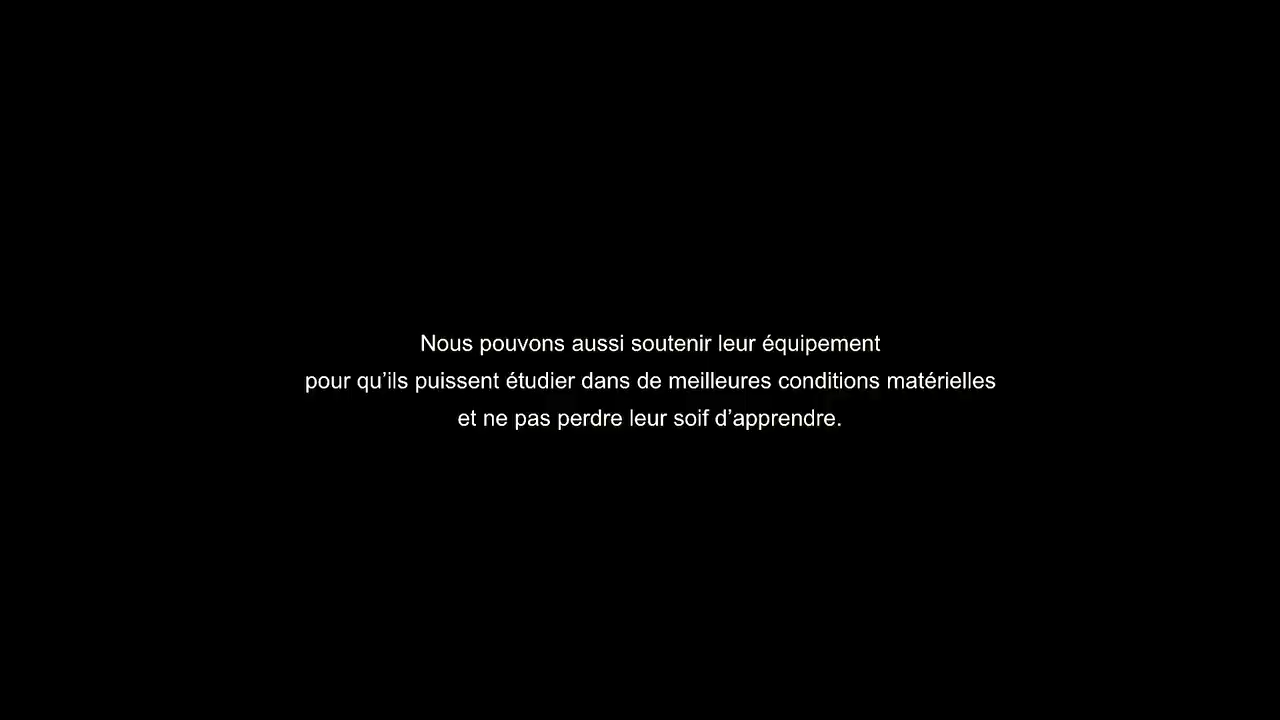 Nous pouvons aussi soutenir leur équipement
pour qu’ils puissent étudier dans de meilleures conditions matérielles
et ne pas perdre leur soif d’apprendre.